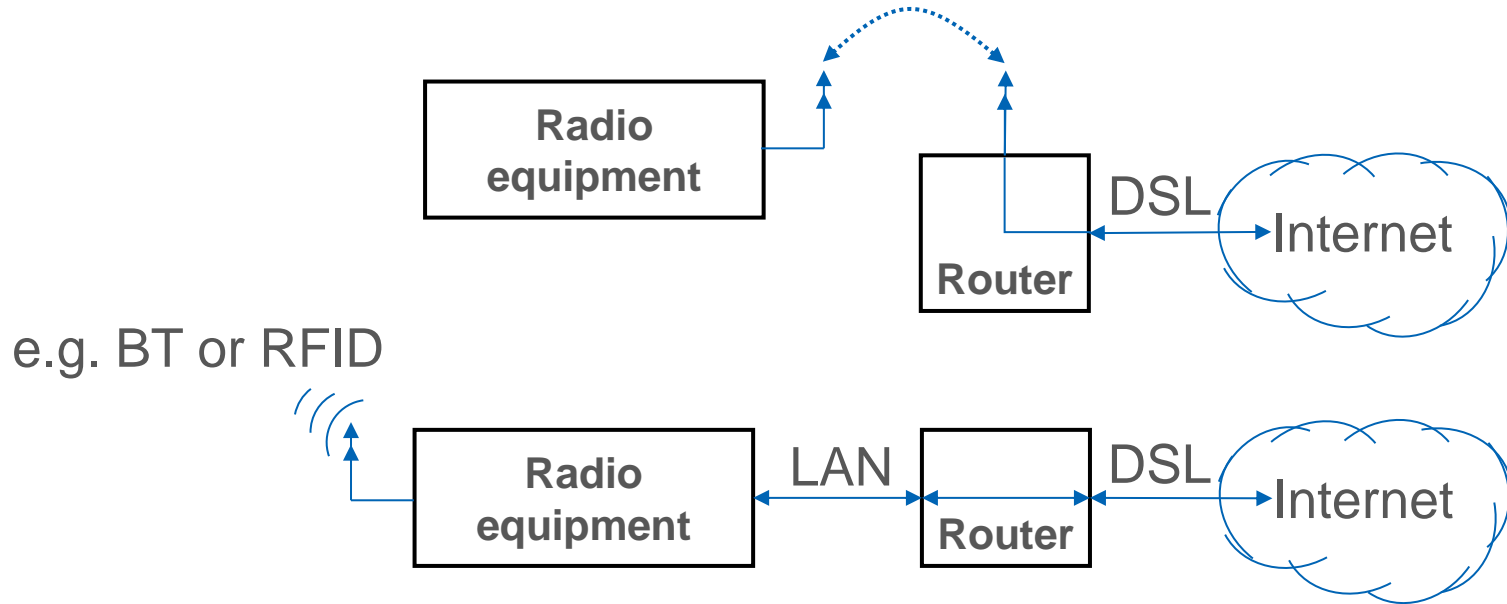 Radio
equipment
DSL
Internet
Router
e.g. BT or RFID
Radio
equipment
LAN
Router
DSL
Internet